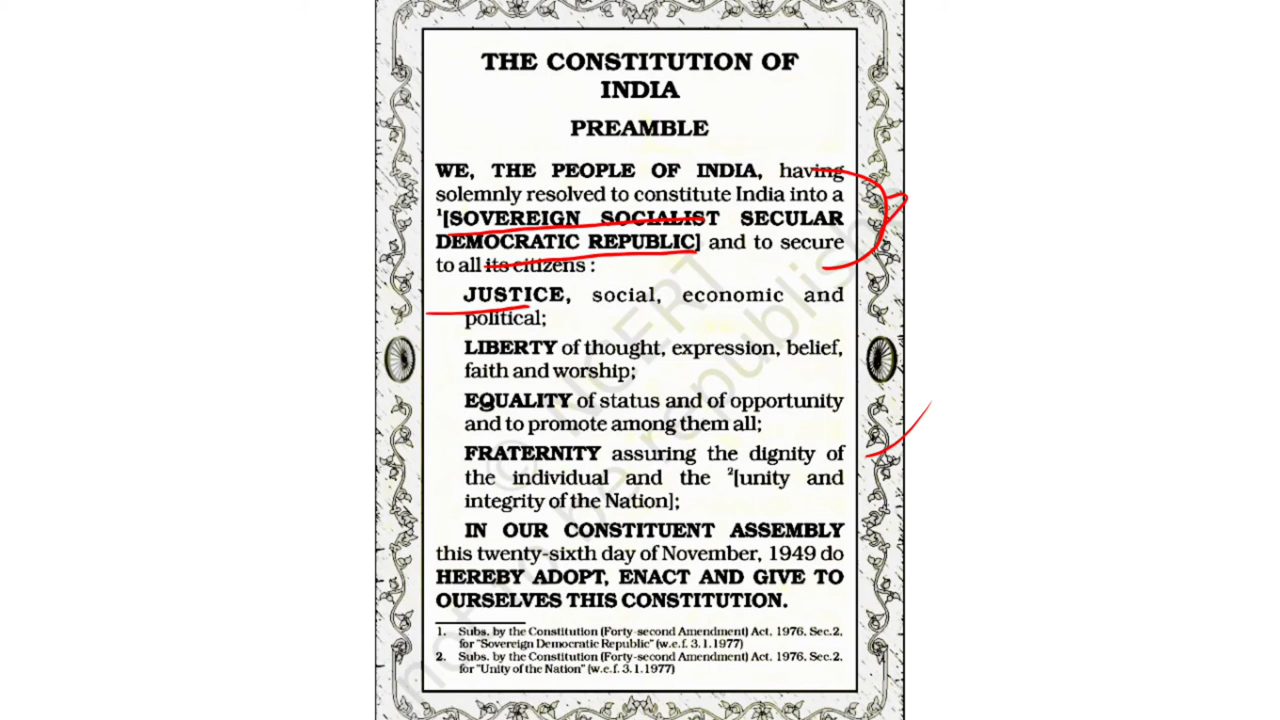 THE CONSTITUTION OF
INDIA
PREAMBLE
WE, THE PEOPLE OF INDIA, having
solemnly resolved to constitute India into a
¹[SOVEREIGN SOCIALIST SECULAR
DEMOCRATIC REPUBLIC] and to secure
to all its citizens :
JUSTICE, social, economic and
political;
LIBERTY of thought, expression, belief,
faith and worship;
EQUALITY of status and of opportunity
and to promote among them all;
FRATERNITY assuring the dignity of
the individual and the ²[unity and
integrity of the Nation];
IN OUR CONSTITUENT ASSEMBLY
this twenty-sixth day of November, 1949 do
HEREBY ADOPT, ENACT AND GIVE TO
OURSELVES THIS CONSTITUTION.
1. Subs. by the Constitution (Forty-second Amendment) Act, 1976, Sec.2,
for "Sovereign Democratic Republic" (w.e.f. 3.1.1977)
2. Subs. by the Constitution (Forty-second Amendment) Act, 1976, Sec.2,
for "Unity of the Nation" (w.e.f. 3.1.1977)
© NCERT
not to be republished